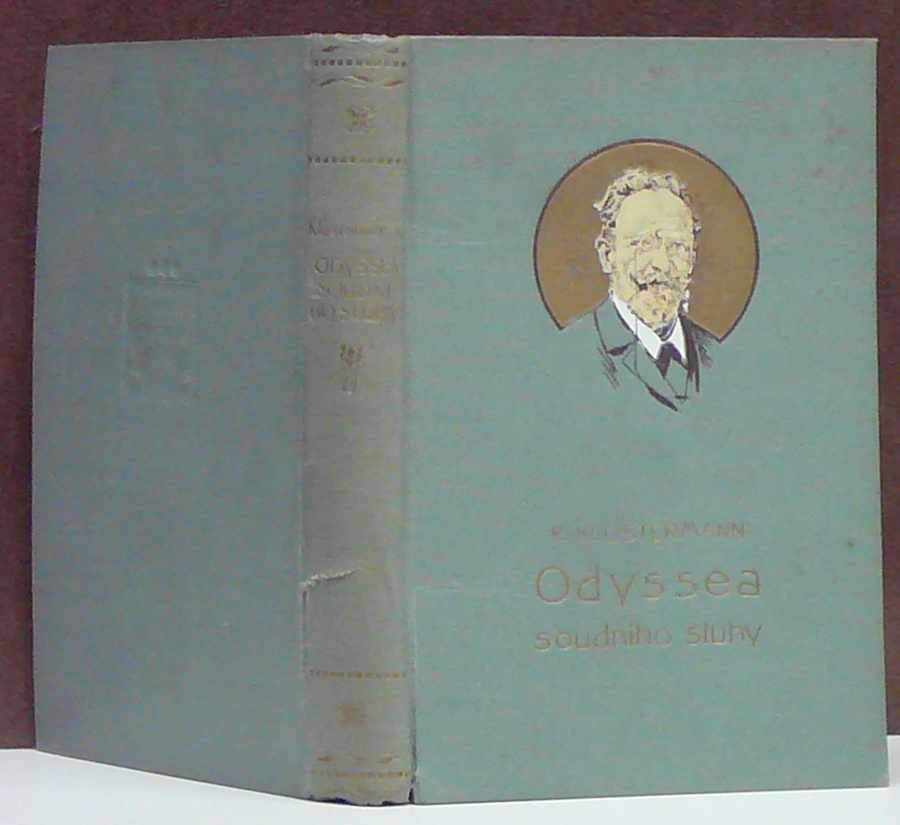 Odyssea
K. KLOSTERMANN
Odyssea
soudního sluhy